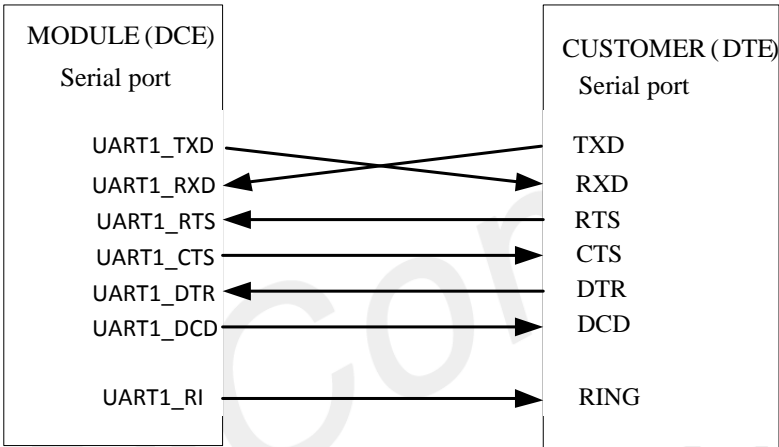 MODULE (DCE)
Serial port
UART1_TXD
UART1_RXD
UART1_RTS
UART1_CTS
UART1_DTR
UART1_DCD
UART1_RI
CUSTOMER ( DTE)
Serial port
TXD
RXD
RTS
CTS
DTR
DCD
RING